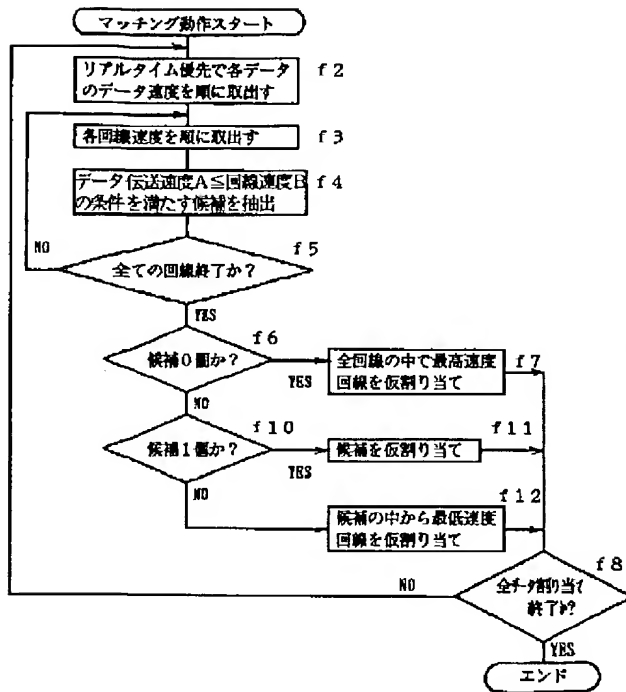 マッチング動作スタート
リアルタイム優先で各データ
のデータ速度を順に取出す
f2
各回線速度を順に取出す
f3
データ伝送速度A≦回線速度B
の条件を満たす候補を抽出
f4
NO
f5
全ての回線終了か?
YES
f6
候補0個か?
YES
全回線の中で最高速度
回線を仮割り当て
f7
NO
f10
候補1個か?
YES
候補を仮割り当て
f11
NO
f12
候補の中から最低速度
回線を仮割り当て
f8
NO
全データ割り当て
終了か?
YES
エンド